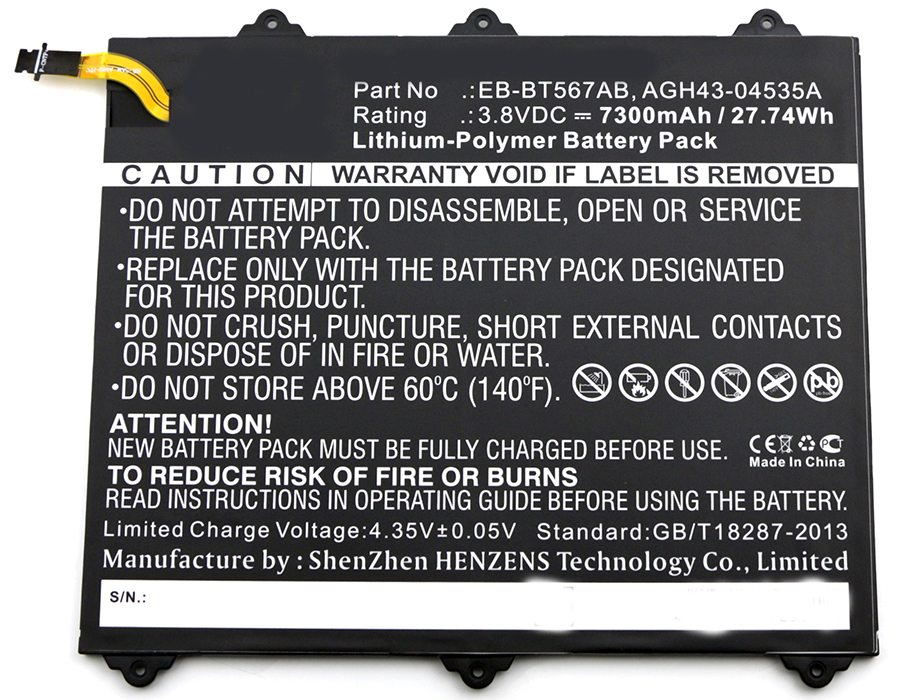 Part No .:EB-BT567AB, AGH43-04535A
Rating .:3.8VDC ⎓ 7300mAh / 27.74Wh
Lithium-Polymer Battery Pack
CAUTION WARRANTY VOID IF LABEL IS REMOVED
•DO NOT ATTEMPT TO DISASSEMBLE, OPEN OR SERVICE
THE BATTERY PACK.
•REPLACE ONLY WITH THE BATTERY PACK DESIGNATED
FOR THIS PRODUCT.
•DO NOT CRUSH, PUNCTURE, SHORT EXTERNAL CONTACTS
OR DISPOSE OF IN FIRE OR WATER.
•DO NOT STORE ABOVE 60ºC (140ºF). pb
ATTENTION!
NEW BATTERY PACK MUST BE FULLY CHARGED BEFORE USE. CE
Made In China
TO REDUCE RISK OF FIRE OR BURNS
READ INSTRUCTIONS IN OPERATING GUIDE BEFORE USING THE BATTERY.
Limited Charge Voltage:4.35V±0.05V Standard:GB/T18287-2013
Manufacture by : ShenZhen HENZENS Technology Co., Limited
S/N.: